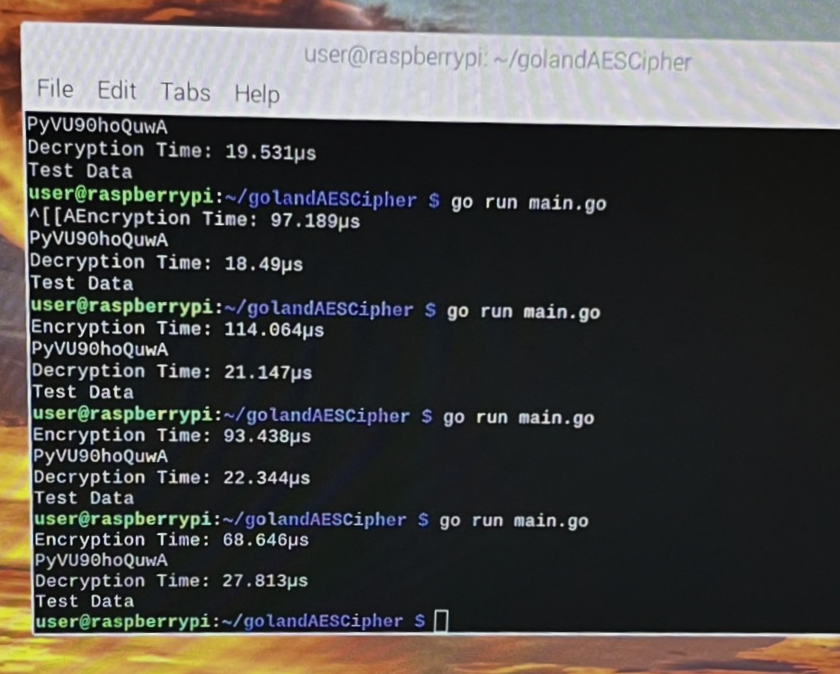 user@raspberrypi: ~/golandAESCipher
File Edit Tabs Help
PyVU90hoQuwA
Decryption Time: 19.531µs
Test Data
user@raspberrypi:~/golandAESCipher $ go run main.go
^[[AEncryption Time: 97.189µs
PyVU90hoQuwA
Decryption Time: 18.49µs
Test Data
user@raspberrypi:~/golandAESCipher $ go run main.go
Encryption Time: 114.064µs
PyVU90hoQuwA
Decryption Time: 21.147µs
Test Data
user@raspberrypi:~/golandAESCipher $ go run main.go
Encryption Time: 93.438µs
PyVU90hoQuwA
Decryption Time: 22.344µs
Test Data
user@raspberrypi:~/golandAESCipher $ go run main.go
Encryption Time: 68.646µs
PyVU90hoQuwA
Decryption Time: 27.813µs
Test Data
user@raspberrypi:~/golandAESCipher $